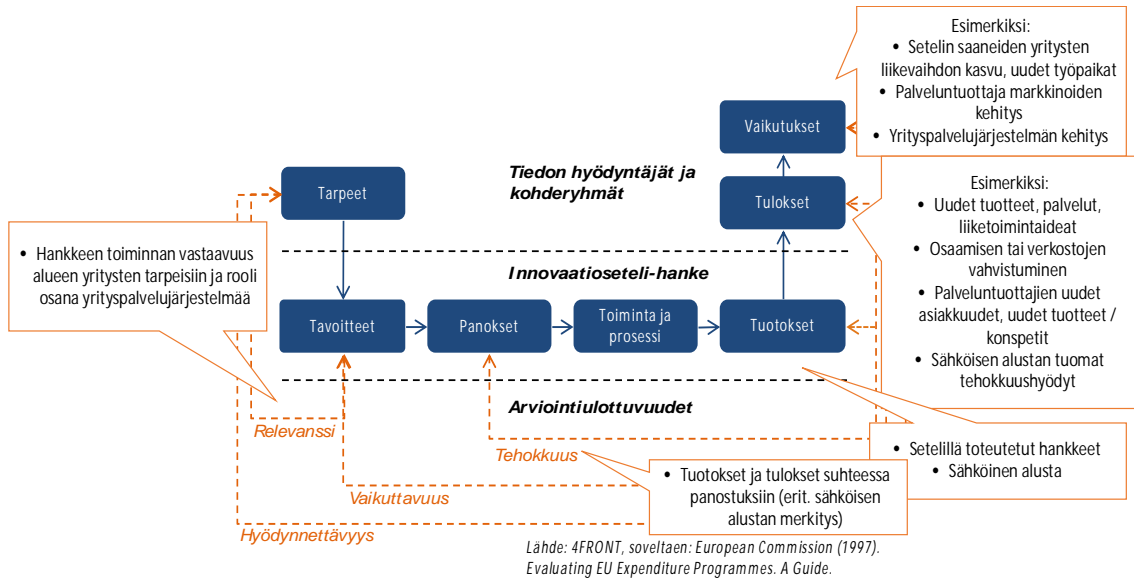 Esimerkiksi:
• Setelin saaneiden yritysten
liikevaihdon kasvu, uudet työpaikat
• Palveluntuottaja markkinoiden
kehitys
• Yrityspalvelujärjestelmän kehitys
Vaikutukset
Tiedon hyödyntäjät ja
kohderyhmät
Tarpeet
Tulokset
Esimerkiksi:
• Uudet tuotteet, palvelut,
liiketoimintaideat
• Osaamisen tai verkostojen
vahvistuminen
• Palveluntuottajien uudet
asiakkuudet, uudet tuotteet /
konspetit
• Sähköisen alustan tuomat
tehokkuushyödyt
• Hankkeen toiminnan vastaavuus
alueen yritysten tarpeisiin ja rooli
osana yrityspalvelujärjestelmää
Innovaatioseteli-hanke
Tavoitteet
Panokset
Toiminta ja
prosessi
Tuotokset
Arviointiulottuvuudet
Relevanssi
Tehokkuus
• Setelillä toteutetut hankkeet
• Sähköinen alusta
Vaikuttavuus
• Tuotokset ja tulokset suhteessa
panostuksiin (erit. sähköisen
alustan merkitys)
Hyödynnettävyys
Lähde: 4FRONT, soveltaen: European Commission (1997).
Evaluating EU Expenditure Programmes. A Guide.